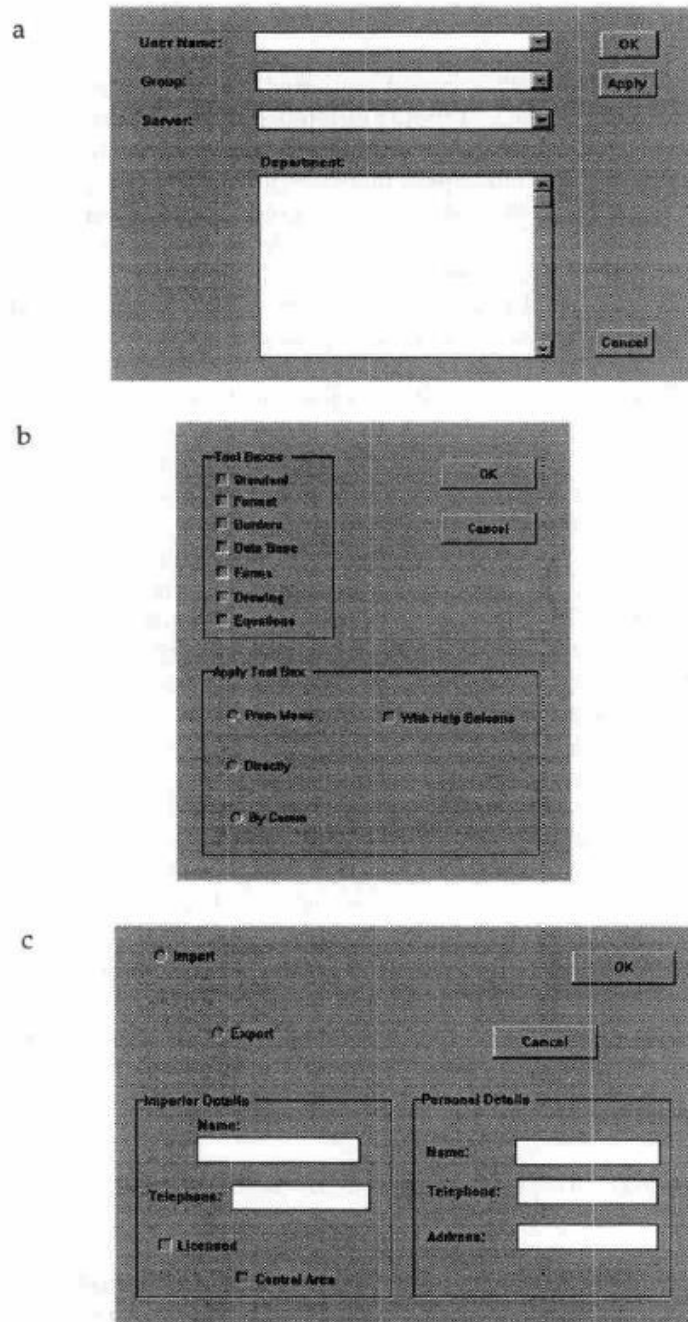 a
User Name:
OK
Group:
Apply
Server:
Department:
Cancel
b
Tool Boxes
Standard
OK
Format
Borders
Cancel
Data Base
Forms
Drawing
Equations
Apply Tool Box
From Menu
With Help Baloons
Directly
By Comm
c
Import
OK
Export
Cancel
Importer Details
Personal Details
Name:
Name:
Telephone:
Telephone:
Licensed
Address:
Central Area